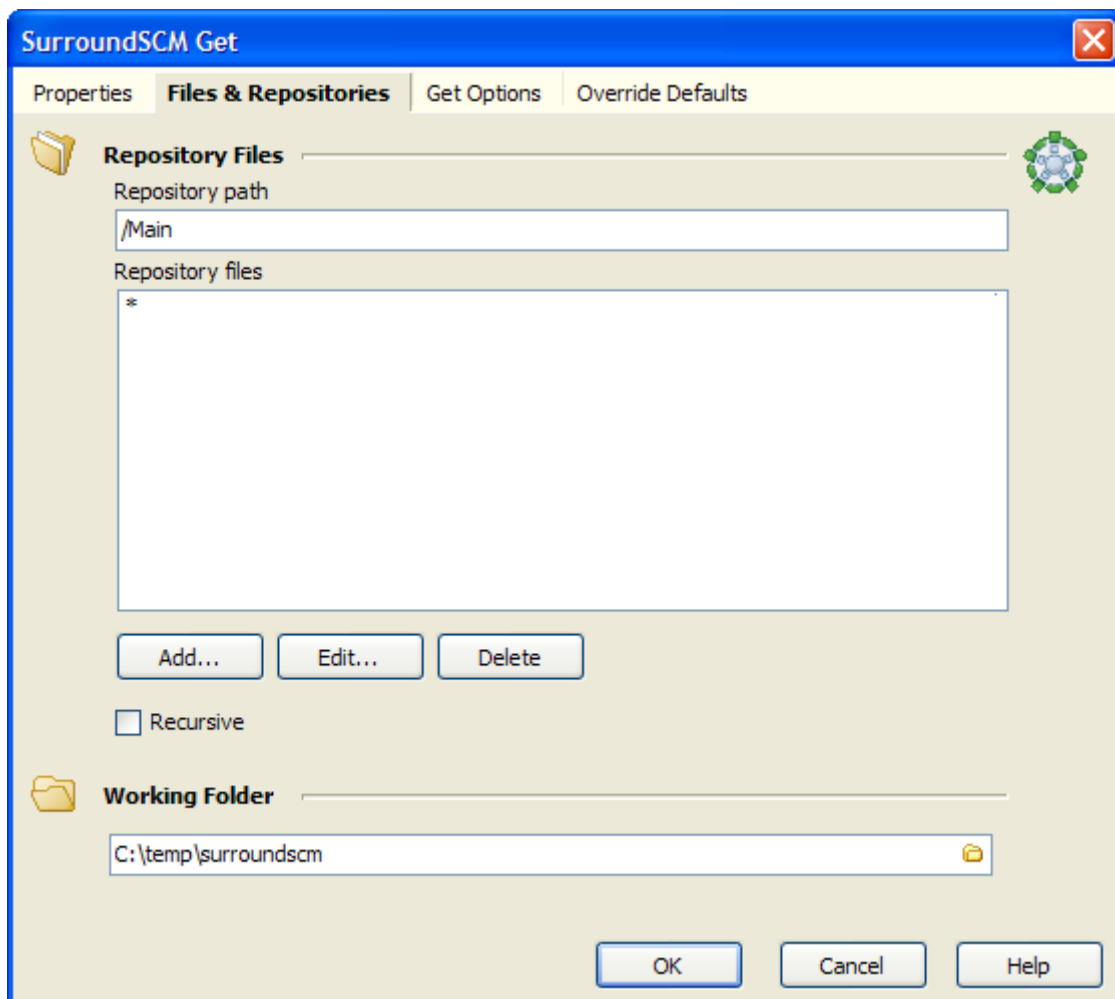 SurroundSCM Get
Properties Files & Repositories Get Options Override Defaults
Repository Files
Repository path
/Main
Repository files
*
Add... Edit... Delete
Recursive
Working Folder
C:\temp\surroundscm
OK Cancel Help